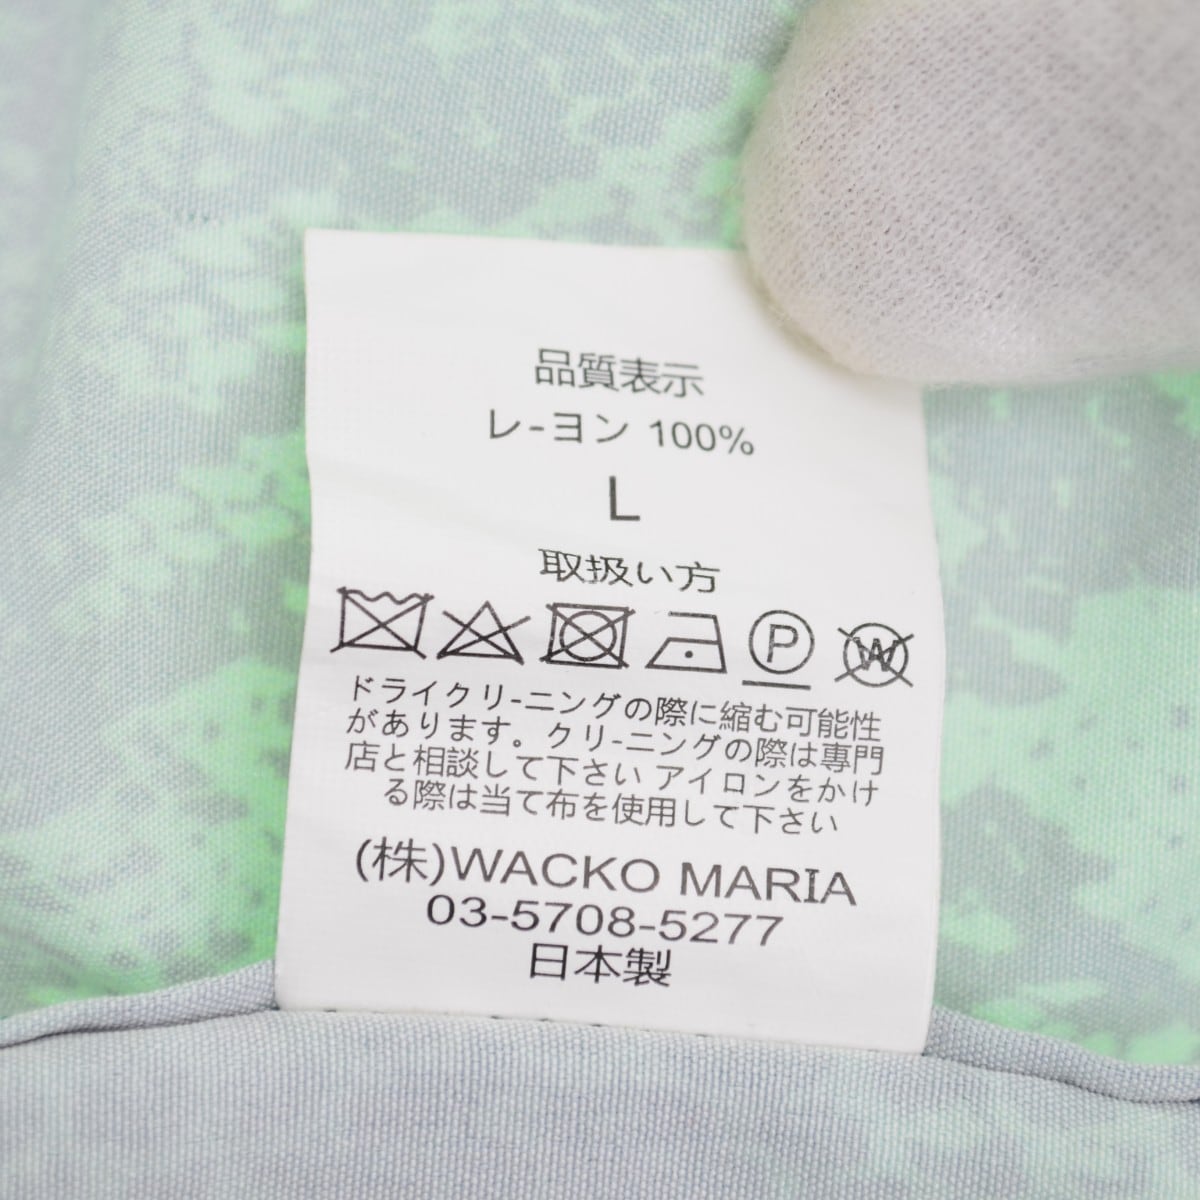 品質表示
レ-ヨン 100%
L
取扱い方
P W
ドライクリ-ニングの際に縮む可能性
があります。クリ-ニングの際は專門
店と相談して下さい アイロンをかけ
る際は当て布を使用して下さい
(株)WACKO MARIA
03-5708-5277
日本製